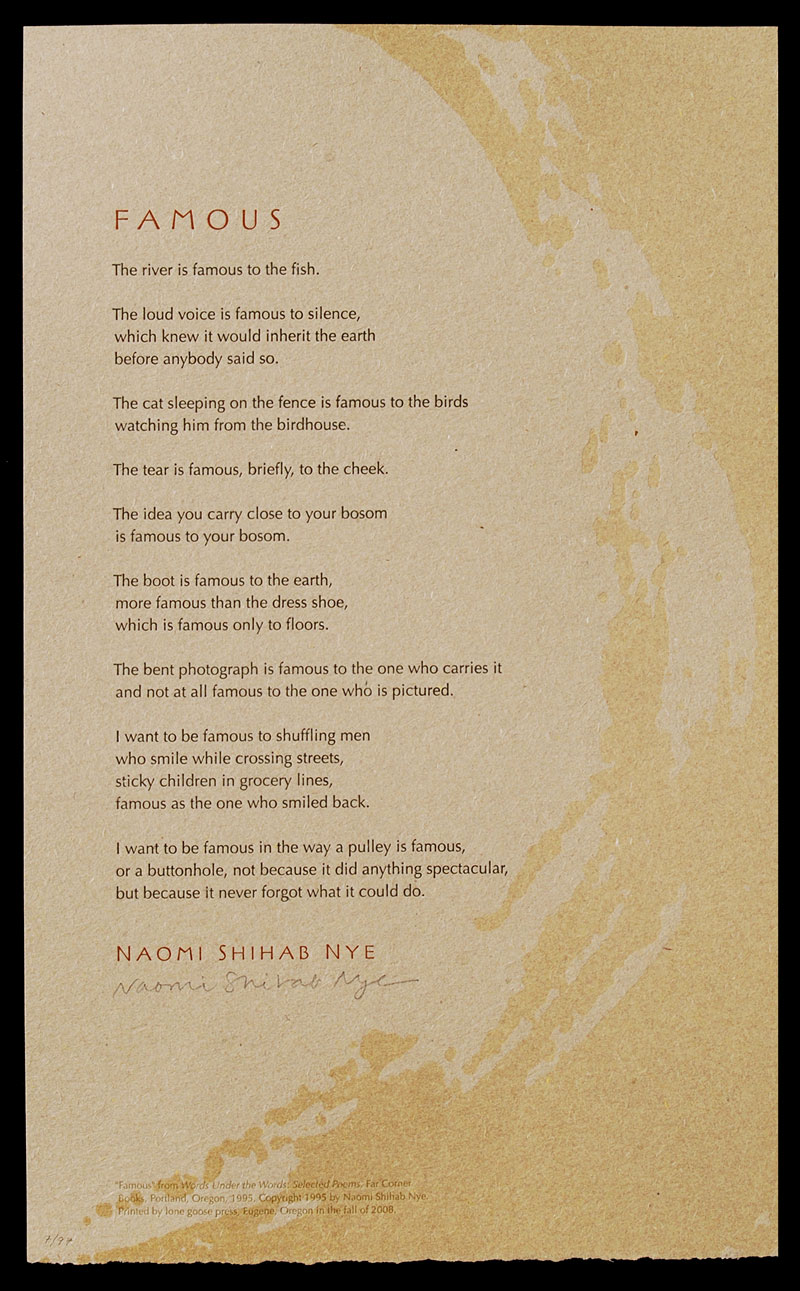 FAMOUS
The river is famous to the fish.
The loud voice is famous to silence,
which knew it would inherit the earth
before anybody said so.
The cat sleeping on the fence is famous to the birds
watching him from the birdhouse.
The tear is famous, briefly, to the cheek.
The idea you carry close to your bosom
is famous to your bosom.
The boot is famous to the earth,
more famous than the dress shoe,
which is famous only to floors.
The bent photograph is famous to the one who carries it
and not at all famous to the one who is pictured.
I want to be famous to shuffling men
who smile while crossing streets,
sticky children in grocery lines,
famous as the one who smiled back.
I want to be famous in the way a pulley is famous,
or a buttonhole, not because it did anything spectacular,
but because it never forgot what it could do.
NAOMI SHIHAB NYE
Naomi Shihab Nye
"Famous" from Words Under the Words: Selected Poems. Far Corner
Books, Portland, Oregon, 1995. Copyright 1995 by Naomi Shihab Nye.
Printed by lone goose press, Eugene, Oregon in the fall of 2008.